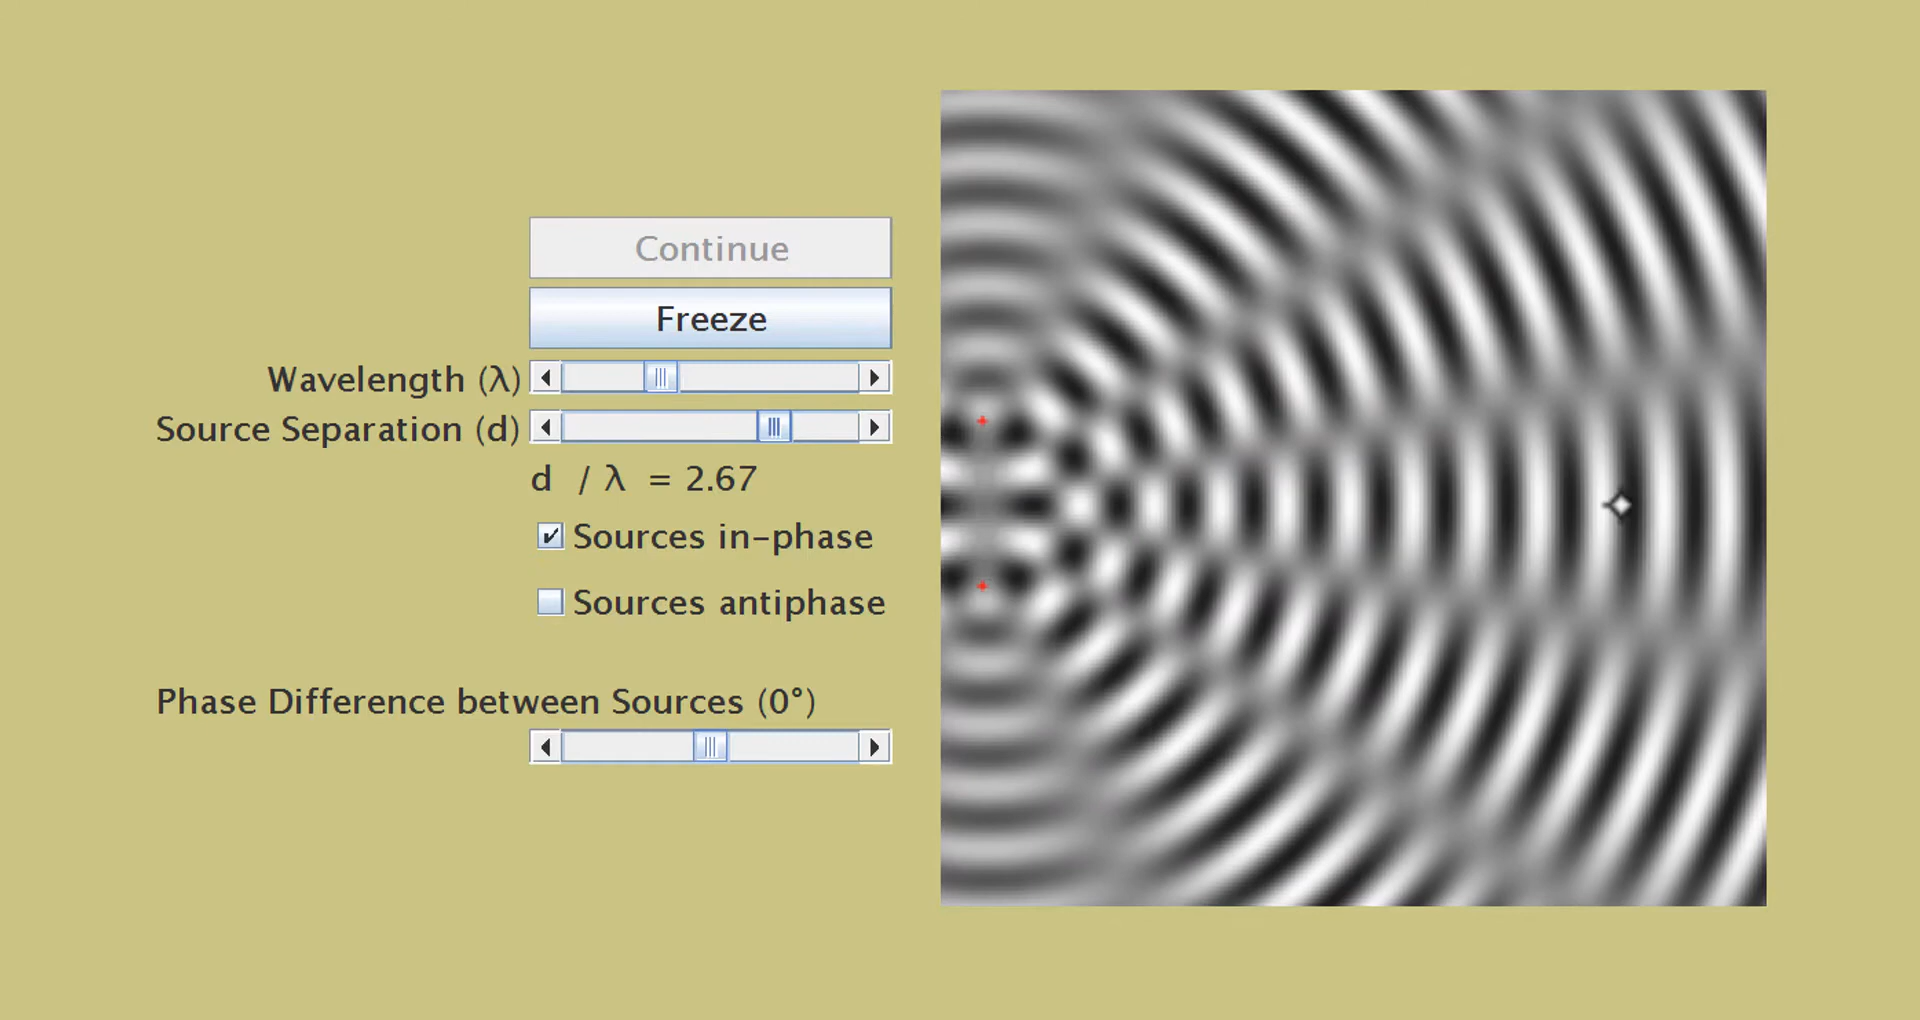 Continue
Freeze
Wavelength (λ)
Source Separation (d)
d / λ = 2.67
Sources in-phase
Sources antiphase
Phase Difference between Sources (0°)